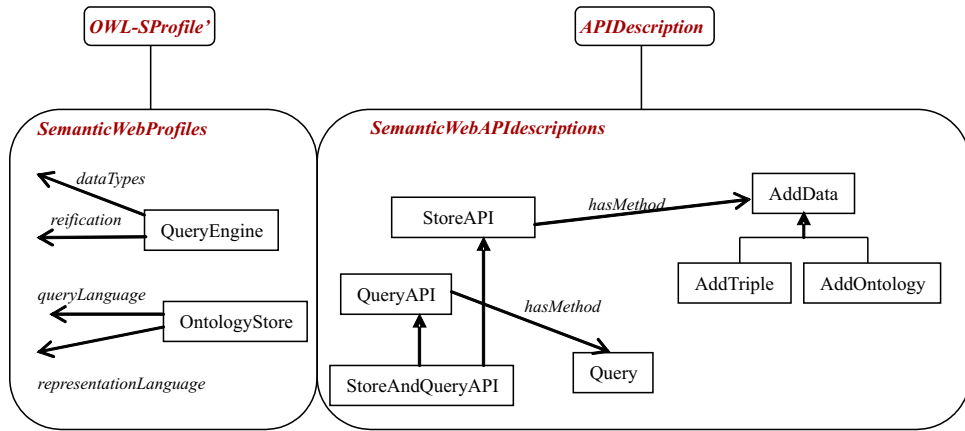 OWL-SProfile’
APIDescription
SemanticWebProfiles
dataTypes
reification
QueryEngine
queryLanguage
OntologyStore
representationLanguage
SemanticWebAPIdescriptions
hasMethod
AddData
StoreAPI
AddTriple
AddOntology
QueryAPI
hasMethod
Query
StoreAndQueryAPI